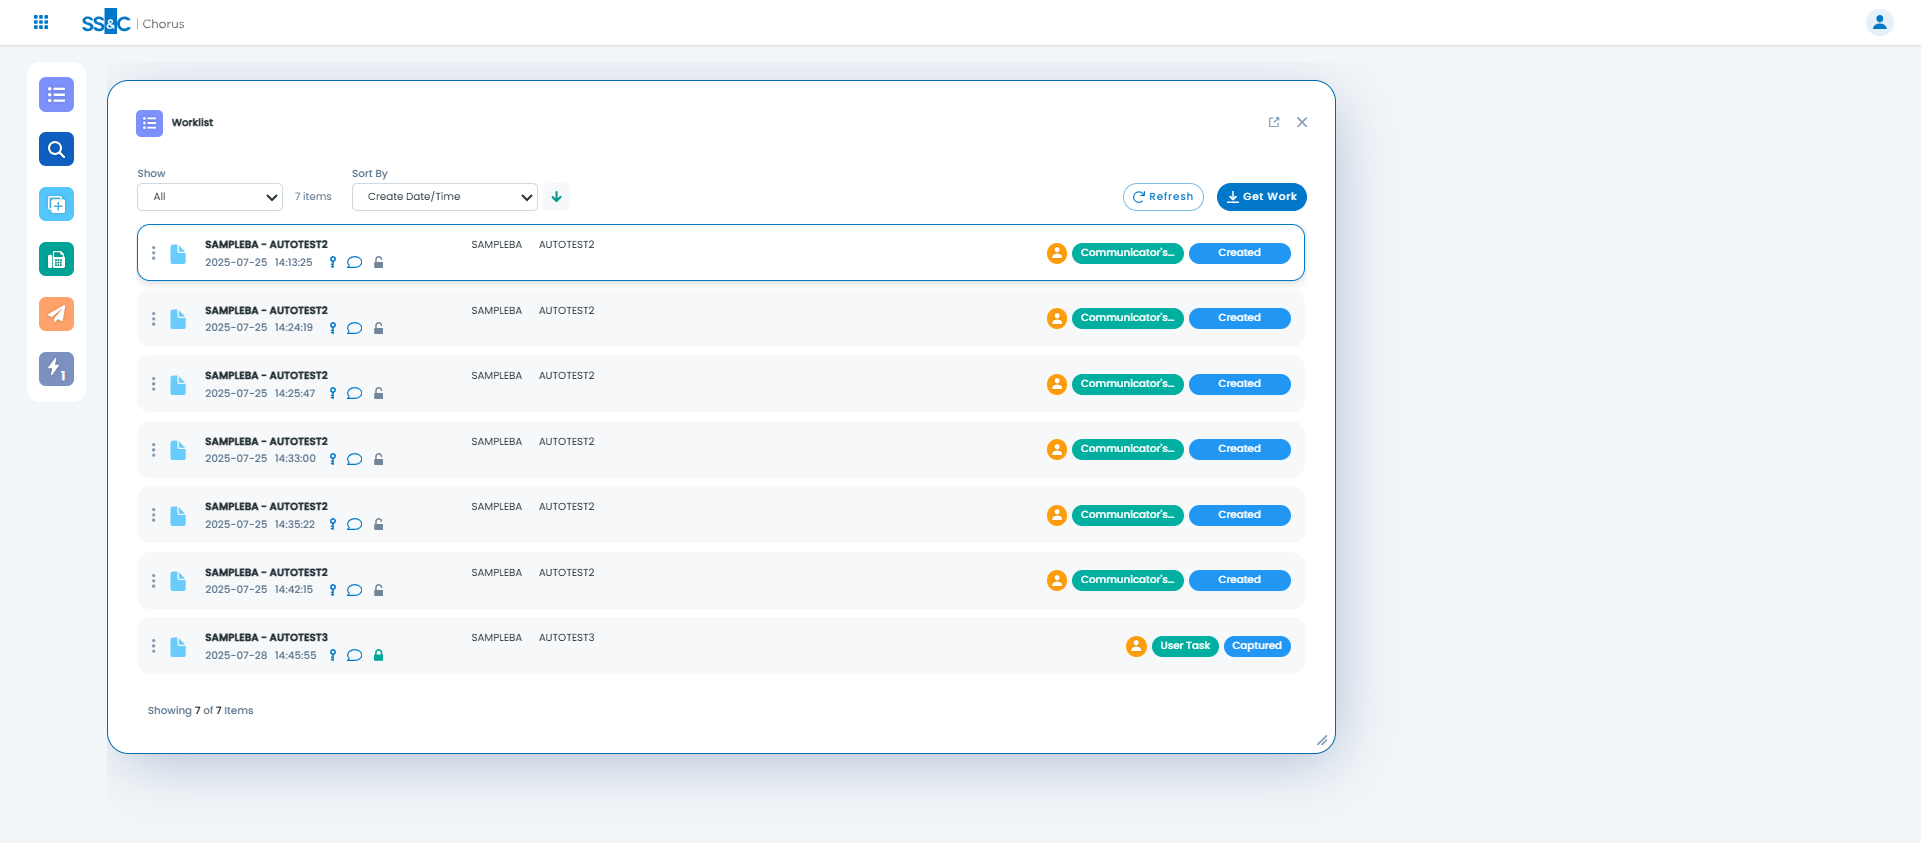 SS&C | Chorus
Worklist
Show
Sort By
All
7 items
Create Date/Time
Refresh
Get Work
SAMPLEBA - AUTOTEST2 SAMPLEBA AUTOTEST2 Communicator's... Created
2025-07-25 14:13:25
SAMPLEBA - AUTOTEST2 SAMPLEBA AUTOTEST2 Communicator's... Created
2025-07-25 14:24:19
SAMPLEBA - AUTOTEST2 SAMPLEBA AUTOTEST2 Communicator's... Created
2025-07-25 14:25:47
SAMPLEBA - AUTOTEST2 SAMPLEBA AUTOTEST2 Communicator's... Created
2025-07-25 14:33:00
SAMPLEBA - AUTOTEST2 SAMPLEBA AUTOTEST2 Communicator's... Created
2025-07-25 14:35:22
SAMPLEBA - AUTOTEST2 SAMPLEBA AUTOTEST2 Communicator's... Created
2025-07-25 14:42:15
SAMPLEBA - AUTOTEST3 SAMPLEBA AUTOTEST3 User Task Captured
2025-07-28 14:45:55
Showing 7 of 7 Items
1